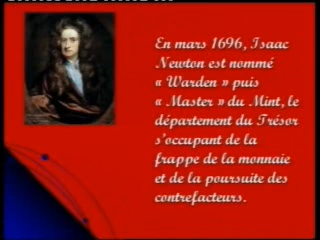 En mars 1696, Isaac
Newton est nommé
« Warden » puis
« Master » du Mint, le
département du Trésor
s'occupant de la
frappe de la monnaie
et de la poursuite des
contrefacteurs.